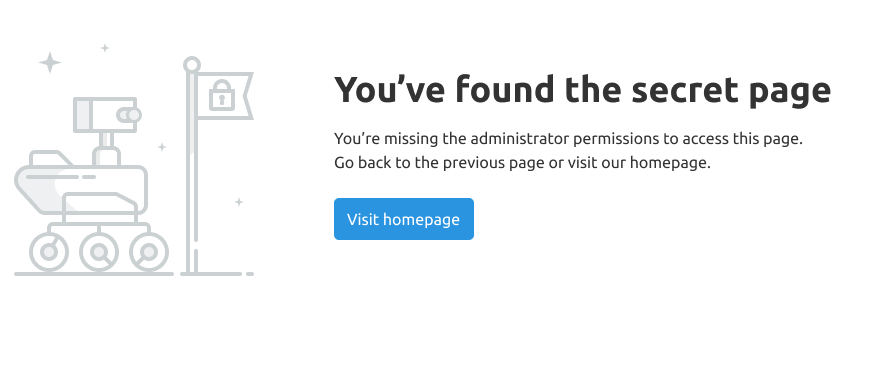 You’ve found the secret page
You’re missing the administrator permissions to access this page.
Go back to the previous page or visit our homepage.
Visit homepage